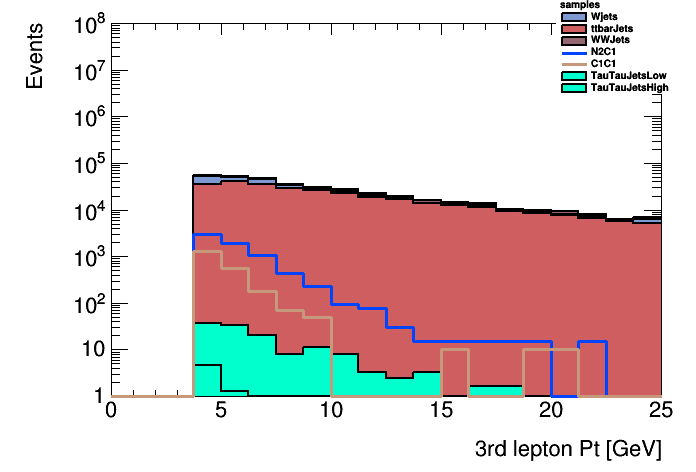 samples
Wjets
ttbarJets
WWJets
N2C1
C1C1
TauTauJetsLow
TauTauJetsHigh
Events
10^8
10^7
10^6
10^5
10^4
10^3
10^2
10
1
0 5 10 15 20 25
3rd lepton Pt [GeV]